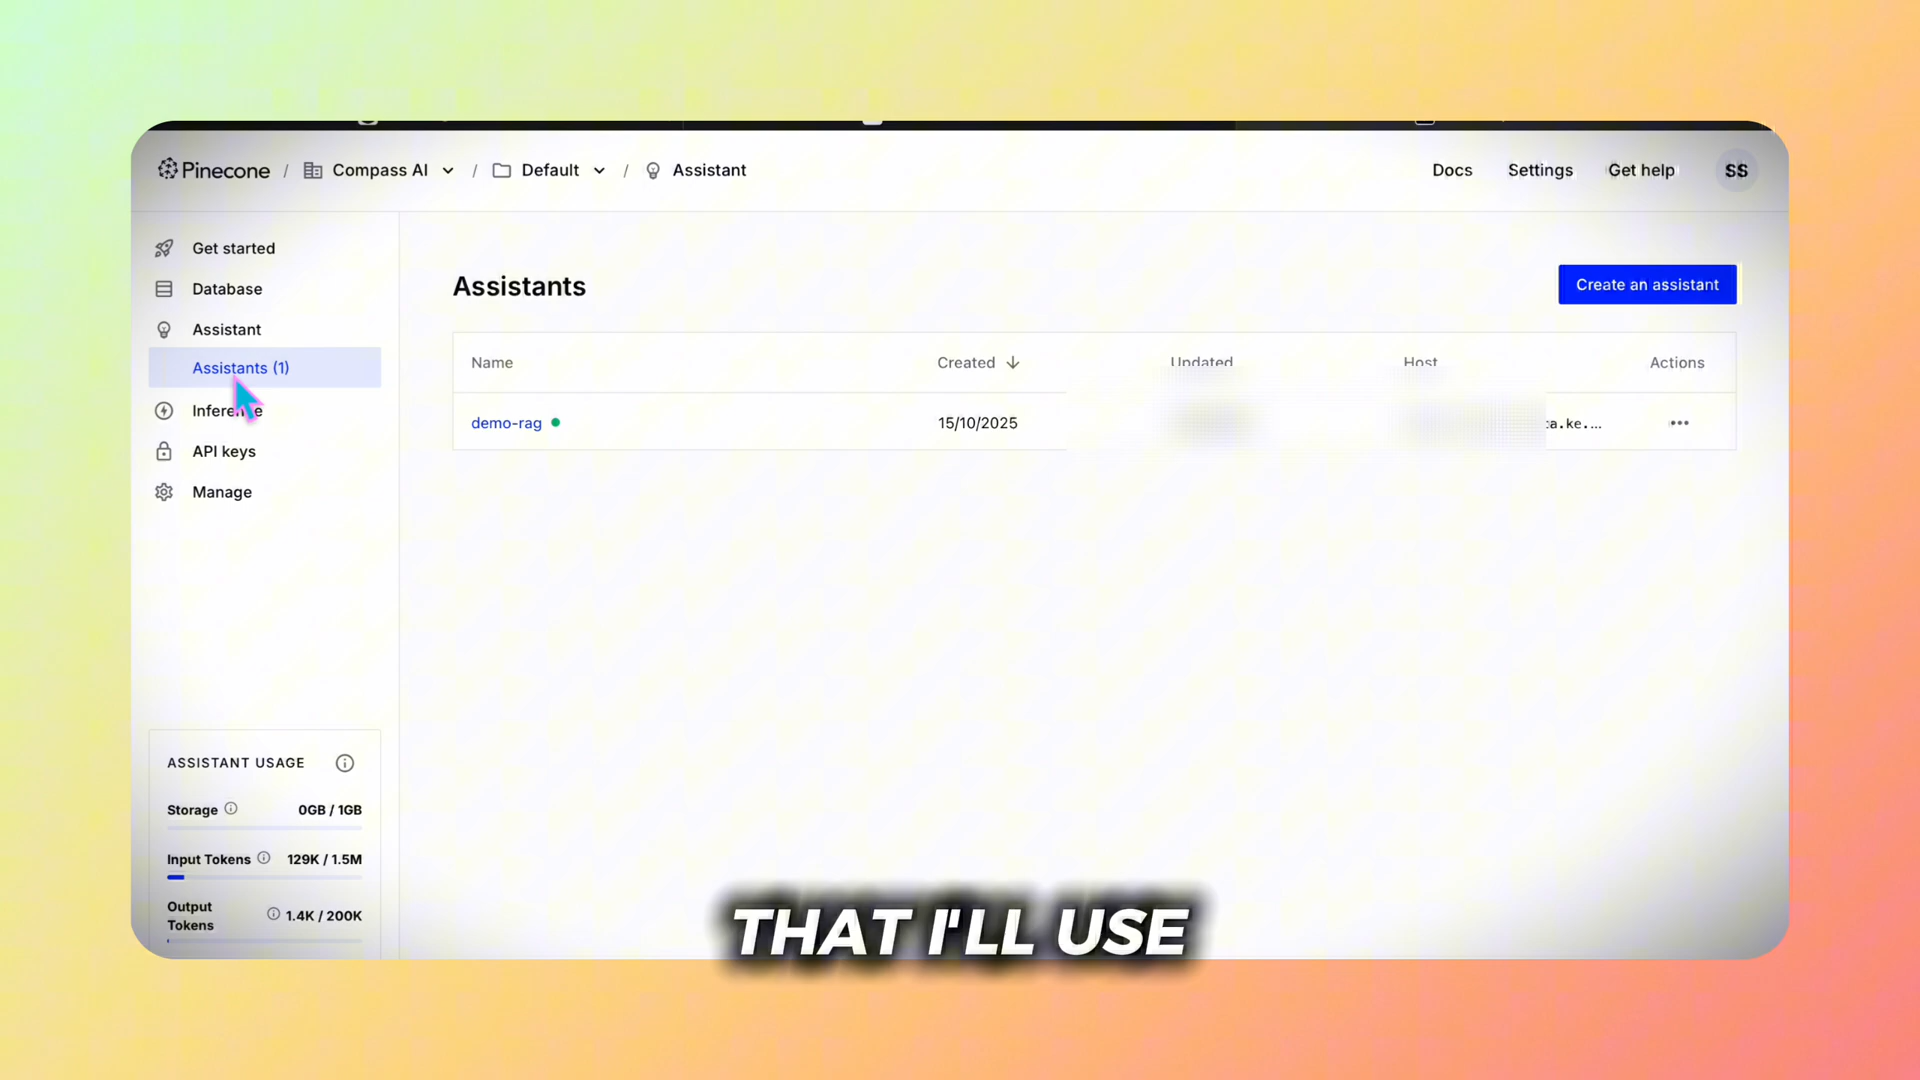 Pinecone / Compass AI / Default / Assistant
Docs Settings Get help SS
Get started
Database
Assistant
Assistants (1)
Inference
API keys
Manage
Assistants
Create an assistant
Name Created ↓ Updated Host Actions
demo-rag 15/10/2025 a.ke.... •••
ASSISTANT USAGE
Storage 0GB / 1GB
Input Tokens 129K / 1.5M
Output Tokens 1.4K / 200K
THAT I'LL USE